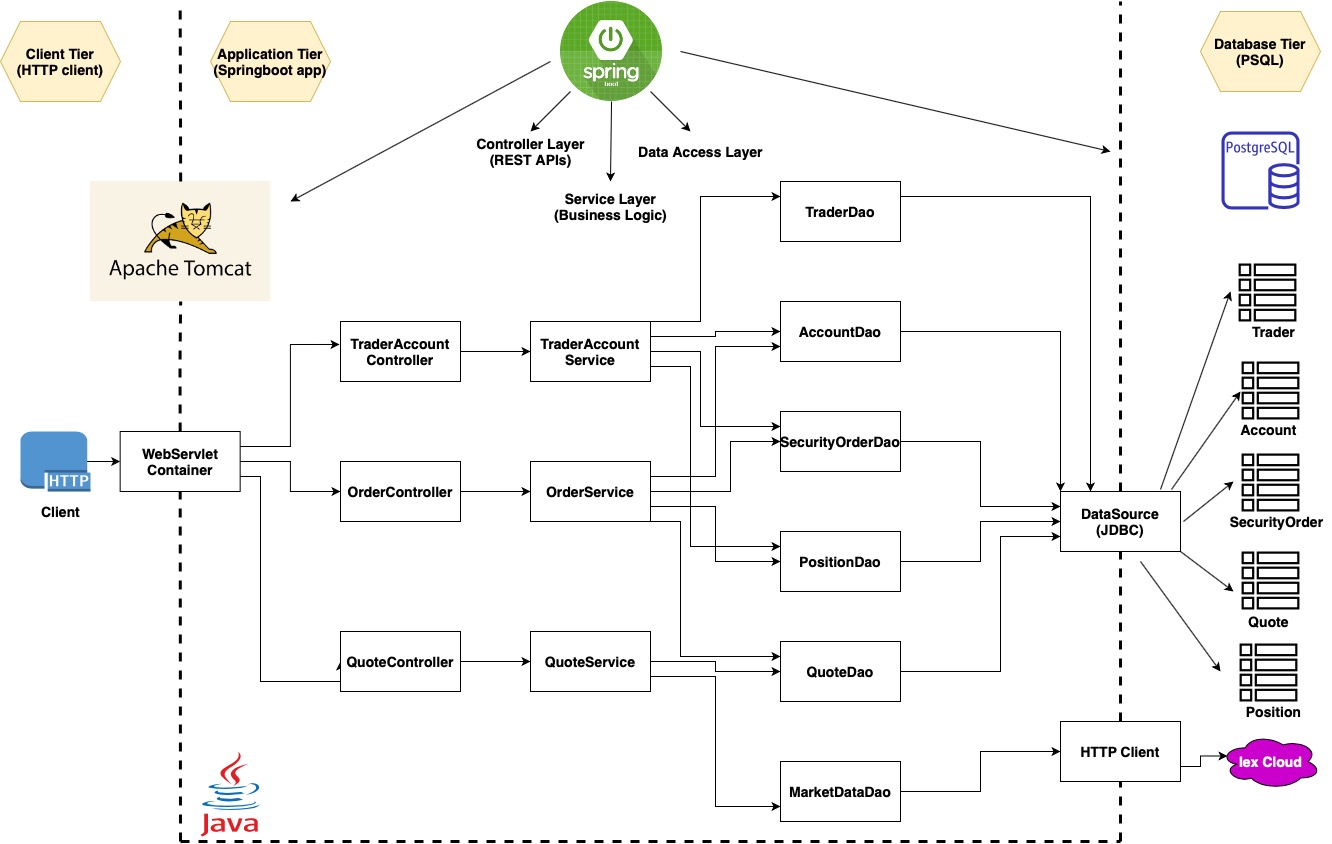 Client Tier
(HTTP client)
Application Tier
(Springboot app)
spring
boot
Database Tier
(PSQL)
Controller Layer
(REST APIs)
Data Access Layer
Service Layer
(Business Logic)
PostgreSQL
Apache Tomcat
TraderDao
TraderAccount
Controller
TraderAccount
Service
AccountDao
Trader
Account
WebServlet
Container
HTTP
Client
OrderController
OrderService
SecurityOrderDao
DataSource
(JDBC)
SecurityOrder
PositionDao
Quote
QuoteController
QuoteService
QuoteDao
Position
HTTP Client
Iex Cloud
MarketDataDao
Java